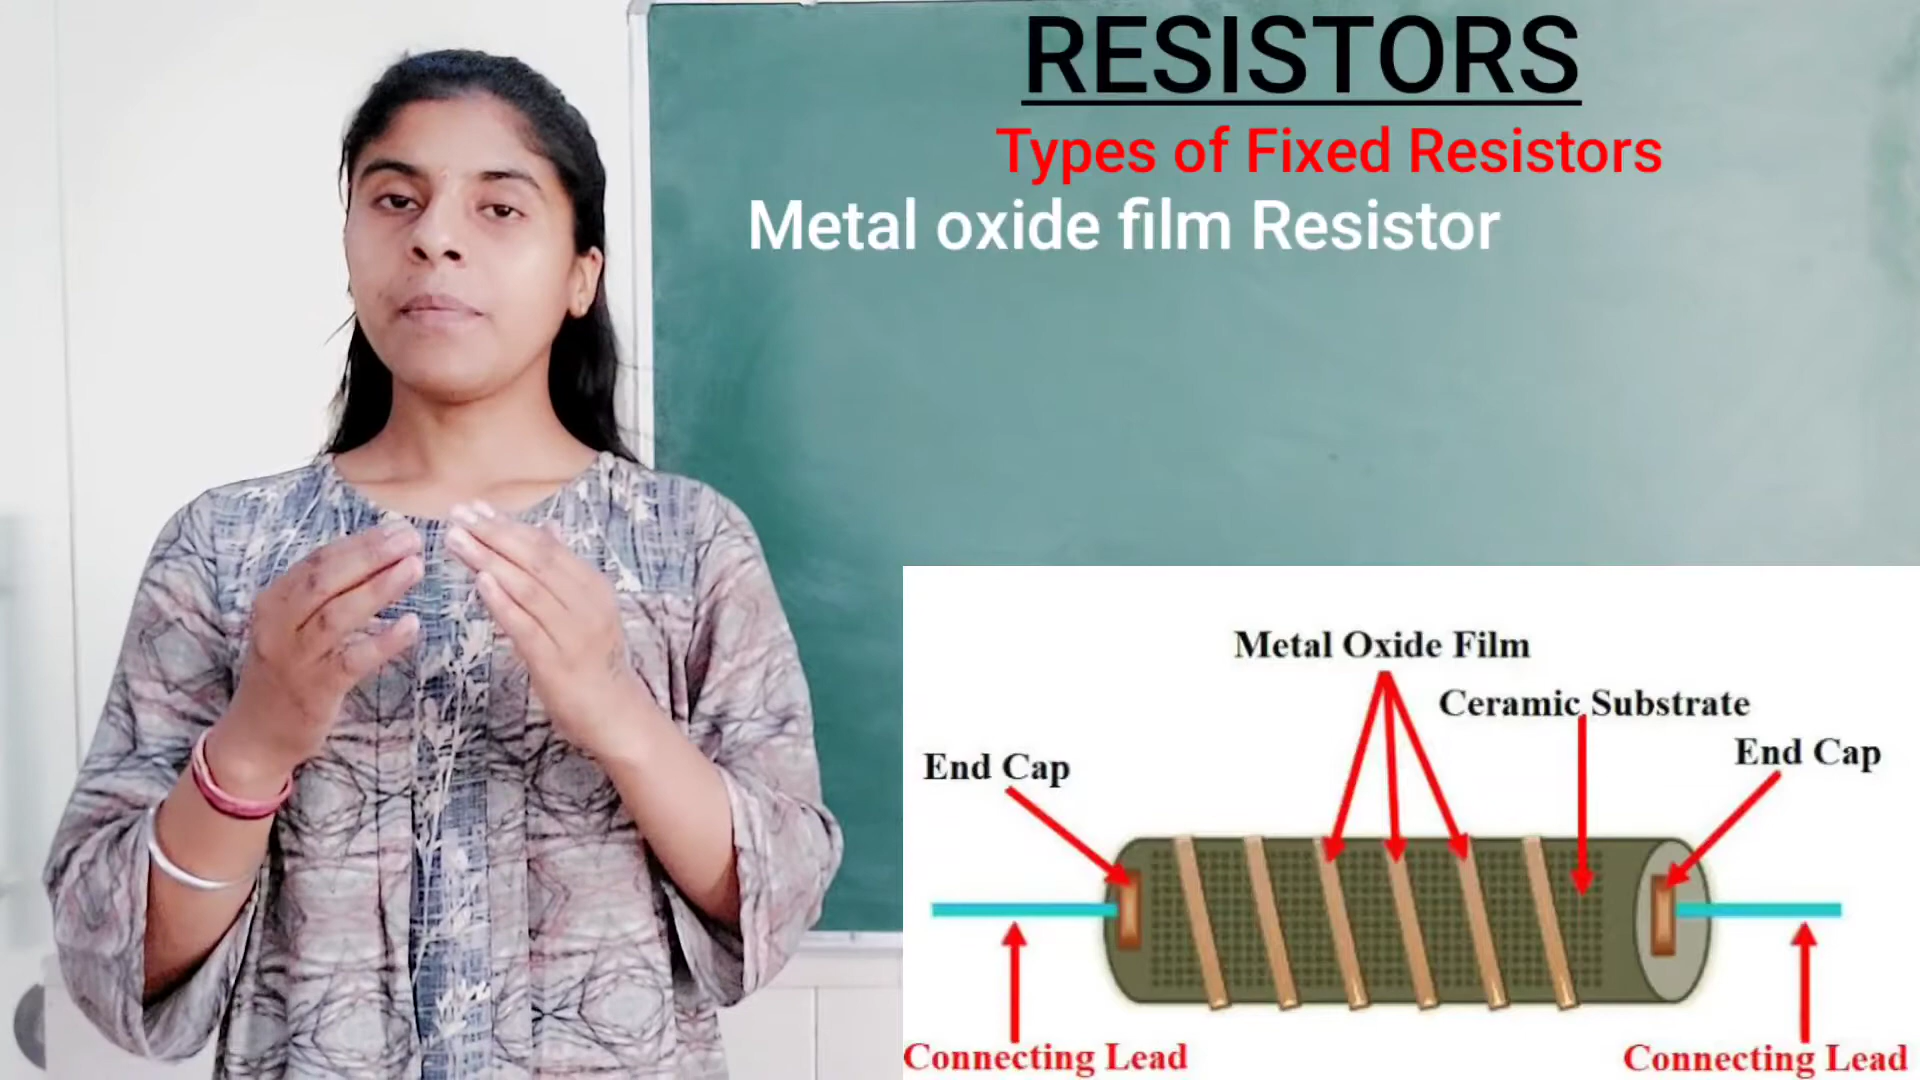 RESISTORS
Types of Fixed Resistors
Metal oxide film Resistor
Metal Oxide Film
Ceramic Substrate
End Cap
End Cap
Connecting Lead
Connecting Lead